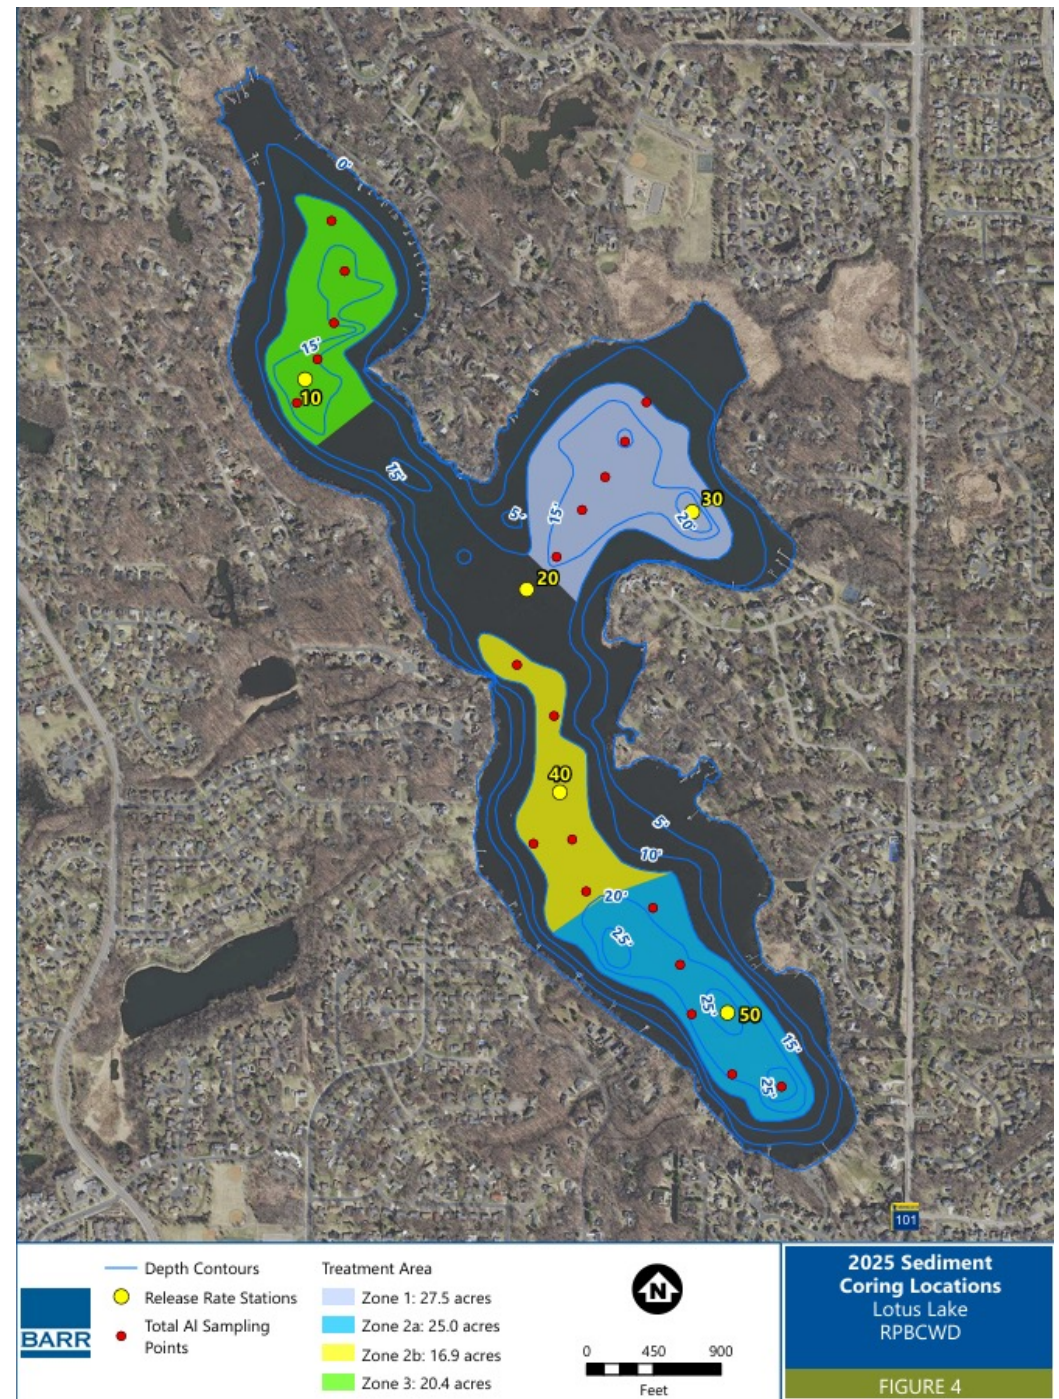 0'
15'
10
15'
5'
15'
30
20'
20
40
5'
10'
20'
25'
25'
50
15'
25'
101
Depth Contours
Release Rate Stations
Total Al Sampling
Points
BARR
Treatment Area
Zone 1: 27.5 acres
Zone 2a: 25.0 acres
Zone 2b: 16.9 acres
Zone 3: 20.4 acres
N
0 450 900
Feet
2025 Sediment
Coring Locations
Lotus Lake
RPBCWD
FIGURE 4